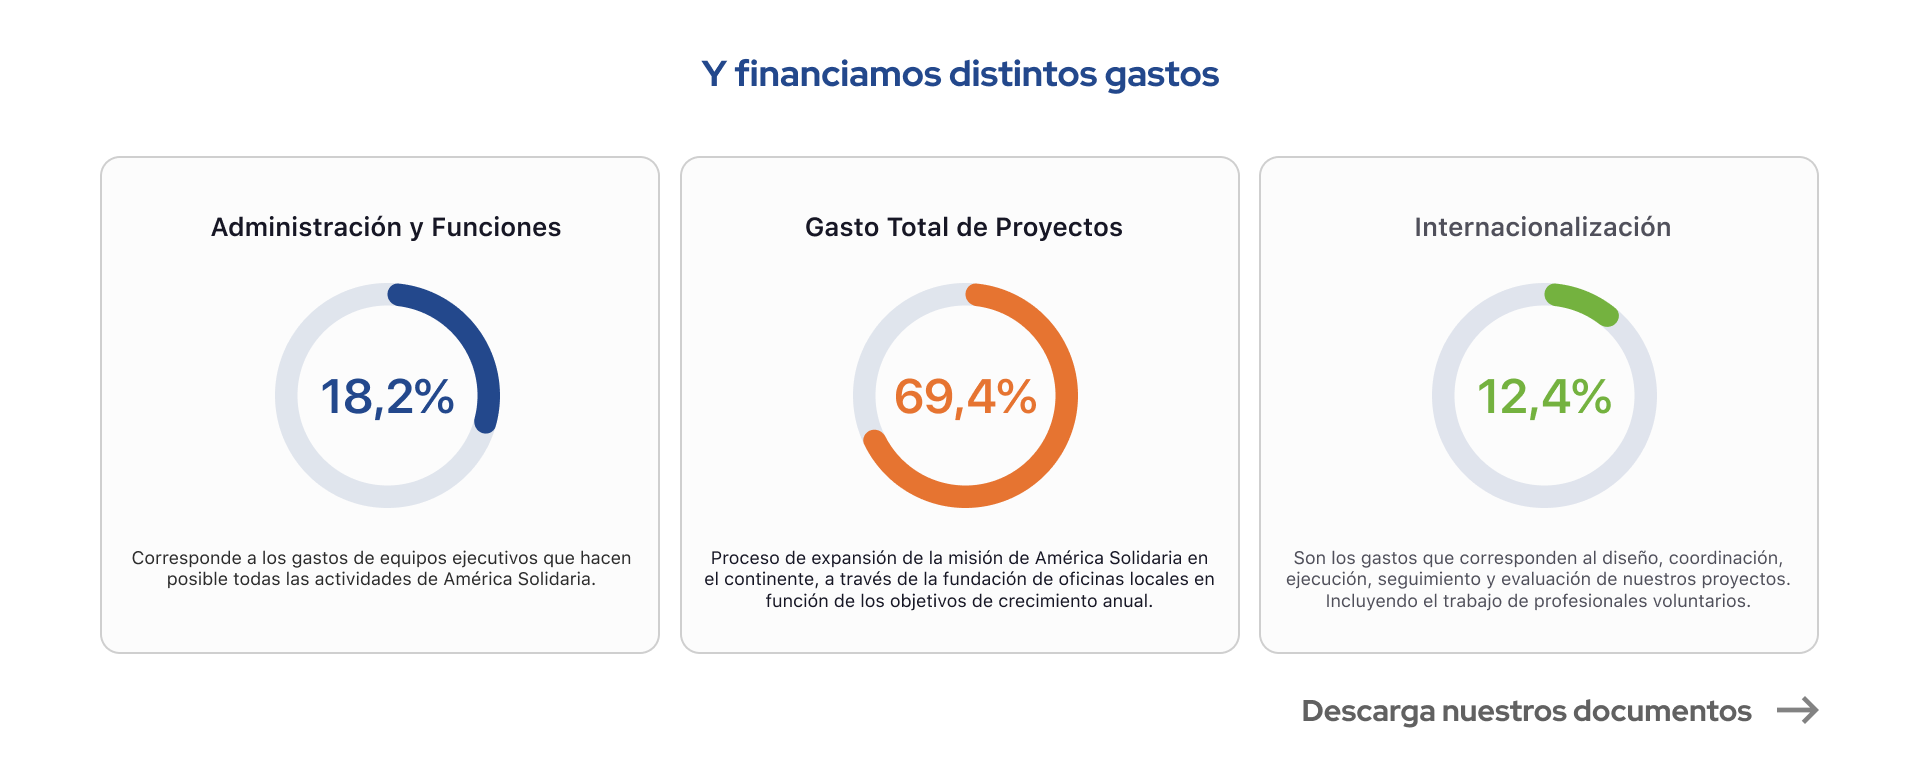 Y financiamos distintos gastos
Administración y Funciones
18,2%
Corresponde a los gastos de equipos ejecutivos que hacen
posible todas las actividades de América Solidaria.
Gasto Total de Proyectos
69,4%
Proceso de expansión de la misión de América Solidaria en
el continente, a través de la fundación de oficinas locales en
función de los objetivos de crecimiento anual.
Internacionalización
12,4%
Son los gastos que corresponden al diseño, coordinación,
ejecución, seguimiento y evaluación de nuestros proyectos.
Incluyendo el trabajo de profesionales voluntarios.
Descarga nuestros documentos